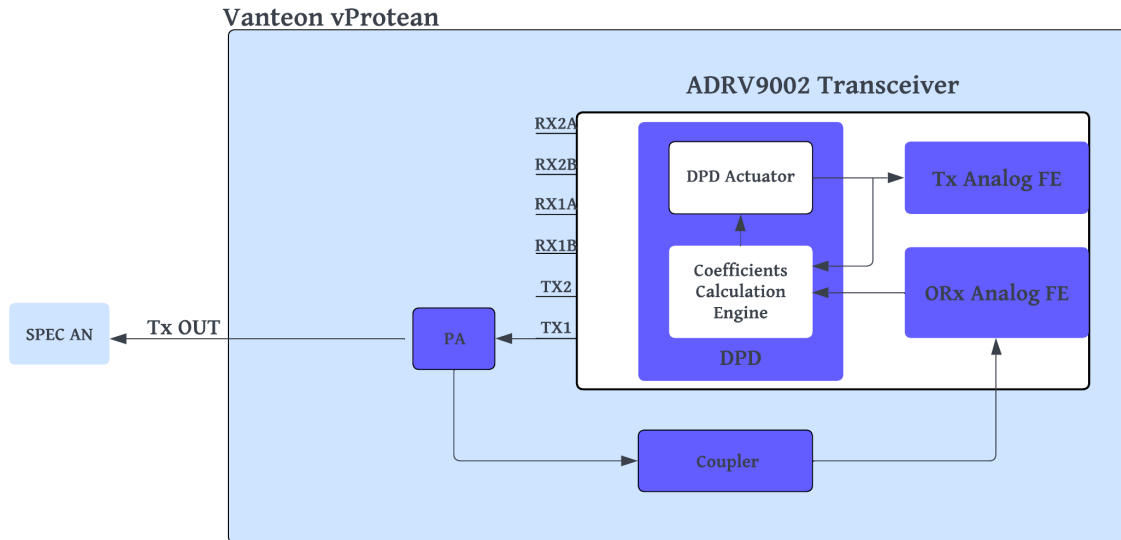 Vanteon vProtean
ADRV9002 Transceiver
RX2A
RX2B
RX1A
RX1B
TX2
TX1
DPD Actuator
Tx Analog FE
Coefficients
Calculation
Engine
ORx Analog FE
DPD
SPEC AN
Tx OUT
PA
Coupler